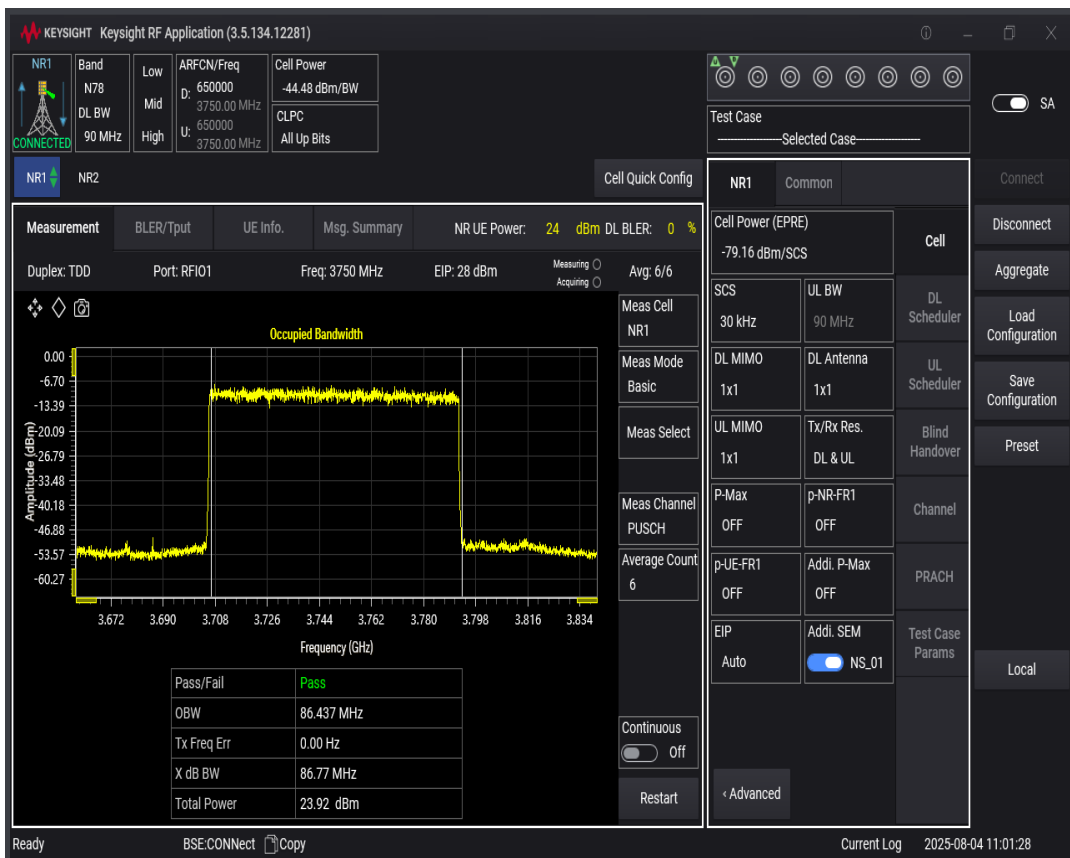 KEYSIGHT Keysight RF Application (3.5.134.12281)
NR1
CONNECTED
Band
N78
DL BW
90 MHz
Low
Mid
High
ARFCN/Freq
D: 650000
3750.00 MHz
U: 650000
3750.00 MHz
Cell Power
-44.48 dBm/BW
CLPC
All Up Bits
Test Case
Selected Case
SA
NR1
NR2
Cell Quick Config
Measurement
BLER/Tput
UE Info.
Msg. Summary
NR UE Power: 24 dBm DL BLER: 0 %
Duplex: TDD
Port: RFIO1
Freq: 3750 MHz
EIP: 28 dBm
Measuring
Acquiring
Avg: 6/6
Occupied Bandwidth
Amplitude (dBm)
0.00
-6.70
-13.39
-20.09
-26.79
-33.48
-40.18
-46.88
-53.57
-60.27
3.672 3.690 3.708 3.726 3.744 3.762 3.780 3.798 3.816 3.834
Frequency (GHz)
Pass/Fail Pass
OBW 86.437 MHz
Tx Freq Err 0.00 Hz
X dB BW 86.77 MHz
Total Power 23.92 dBm
Meas Cell
NR1
Meas Mode
Basic
Meas Select
Meas Channel
PUSCH
Average Count
6
Continuous
Off
Restart
NR1
Common
Cell Power (EPRE)
-79.16 dBm/SCS
SCS
30 kHz
UL BW
90 MHz
DL MIMO
1x1
DL Antenna
1x1
UL MIMO
1x1
Tx/Rx Res.
DL & UL
P-Max
OFF
p-NR-FR1
OFF
p-UE-FR1
OFF
Addi. P-Max
OFF
EIP
Auto
Addi. SEM
NS_01
‹ Advanced
Cell
DL
Scheduler
UL
Scheduler
Blind
Handover
Channel
PRACH
Test Case
Params
Connect
Disconnect
Aggregate
Load
Configuration
Save
Configuration
Preset
Local
Ready
BSE:CONNect
Copy
Current Log
2025-08-04 11:01:28